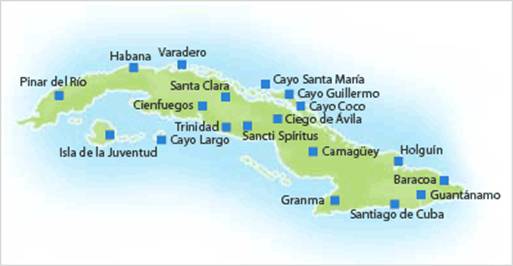 Varadero
Habana
Pinar del Río
Santa Clara
Cayo Santa María
Cayo Guillermo
Cienfuegos
Cayo Coco
Ciego de Ávila
Trinidad
Sancti Spíritus
Cayo Largo
Isla de la Juventud
Camagüey
Holguín
Baracoa
Guantánamo
Granma
Santiago de Cuba